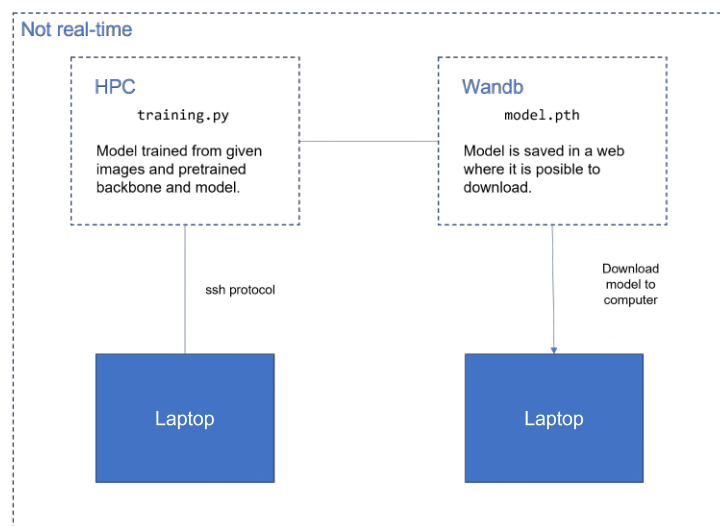 Not real-time
HPC
training.py
Model trained from given
images and pretrained
backbone and model.
Wandb
model.pth
Model is saved in a web
where it is posible to
download.
ssh protocol
Download
model to
computer
Laptop
Laptop